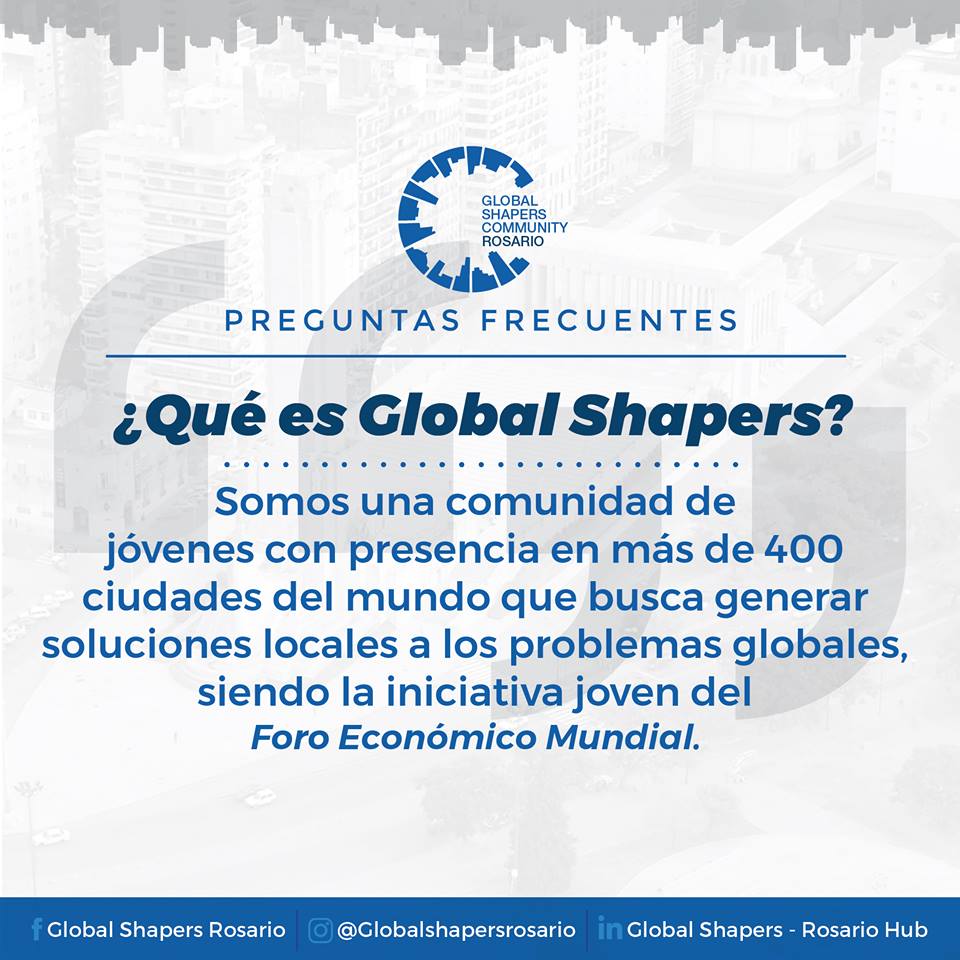 GLOBAL
SHAPERS
COMMUNITY
ROSARIO
PREGUNTAS FRECUENTES
¿Qué es Global Shapers?
Somos una comunidad de
jóvenes con presencia en más de 400
ciudades del mundo que busca generar
soluciones locales a los problemas globales,
siendo la iniciativa joven del
Foro Económico Mundial.
f Global Shapers Rosario @Globalshapersrosario in Global Shapers - Rosario Hub